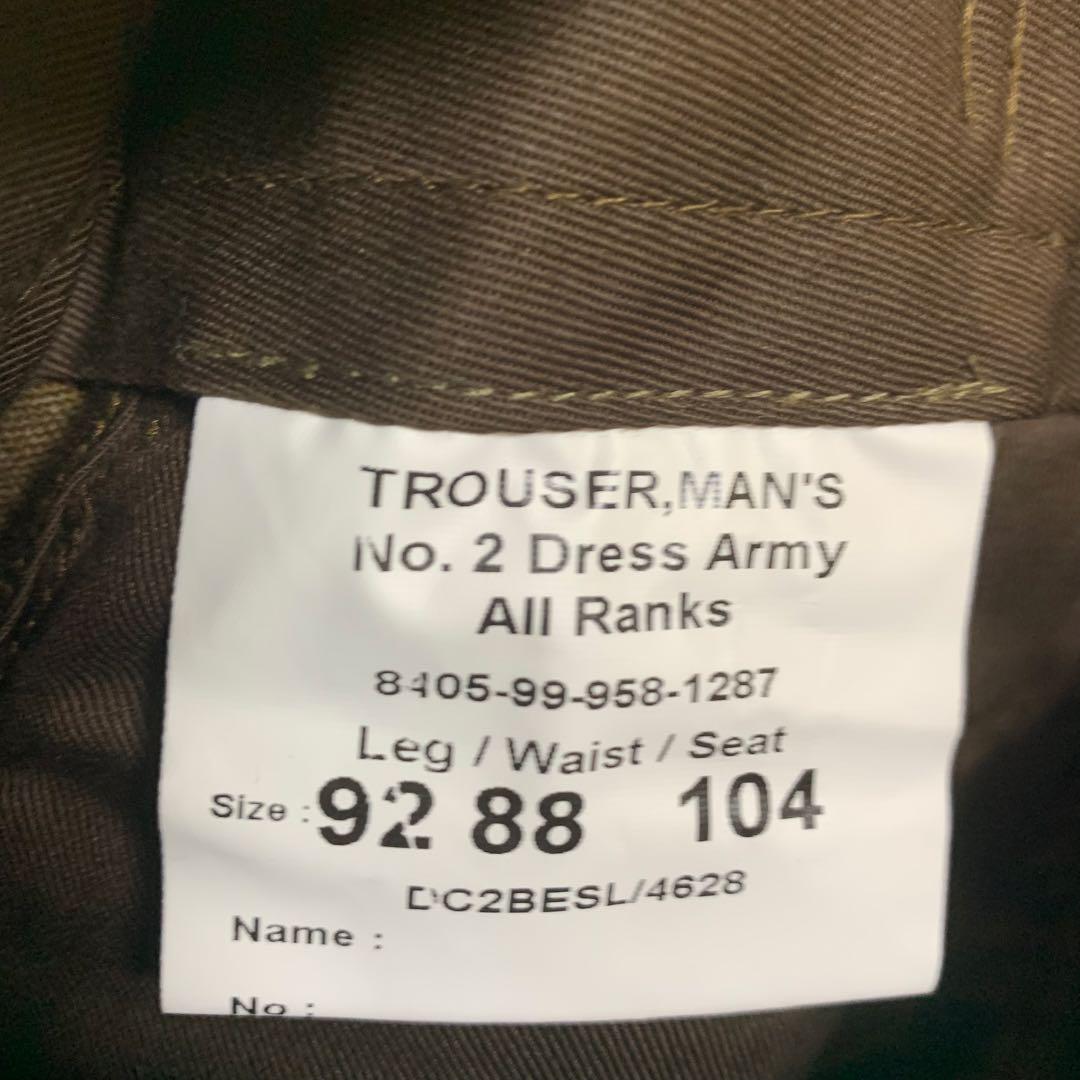 TROUSER,MAN'S
No. 2 Dress Army
All Ranks
8405-99-958-1287
Leg / Waist / Seat
Size : 92 88 104
DC2BESL/4628
Name :
No :